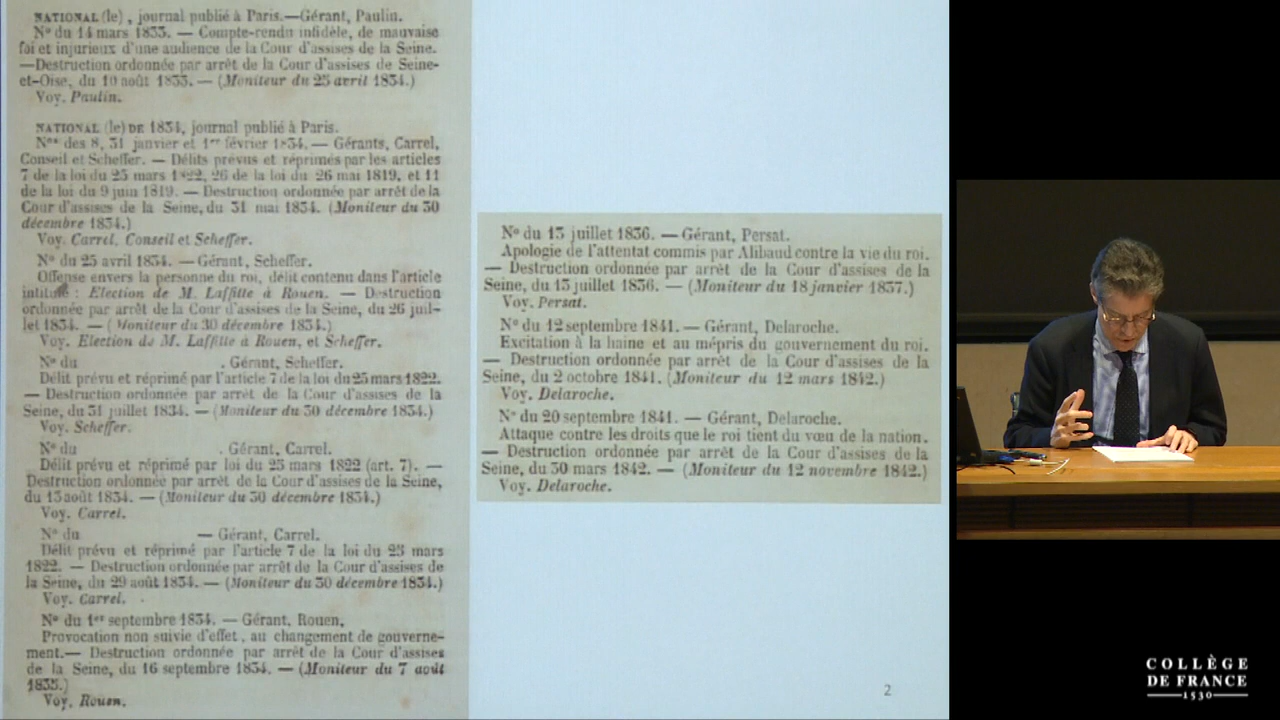 NATIONAL (le), journal publié à Paris.—Gérant, Paulin.
N° du 14 mars 1833. — Compte-rendu infidèle, de mauvaise
foi et injurieux d'une audience de la Cour d'assises de la Seine.
—Destruction ordonnée par arrêt de la Cour d'assises de Seine-
et-Oise, du 10 août 1833. — (Moniteur du 25 avril 1834.)
Voy. Paulin.
NATIONAL (le) DE 1834, journal publié à Paris.
N°s des 8, 31 janvier et 1er février 1834. — Gérants, Carrel,
Conseil et Scheffer. — Délits prévus et réprimés par les articles
7 de la loi du 25 mars 1822, 26 de la loi du 26 mai 1819, et 11
de la loi du 9 juin 1819. — Destruction ordonnée par arrêt de la
Cour d'assises de la Seine, du 31 mai 1834. (Moniteur du 30
décembre 1834.)
Voy. Carrel, Conseil et Scheffer.
N° du 25 avril 1834. — Gérant, Scheffer.
Offense envers la personne du roi, délit contenu dans l'article
intitulé : Election de M. Laffitte à Rouen. — Destruction
ordonnée par arrêt de la Cour d'assises de la Seine, du 26 juil-
let 1834. — (Moniteur du 30 décembre 1834.)
Voy. Election de M. Laffitte à Rouen, et Scheffer.
N° du . Gérant, Scheffer.
Délit prévu et réprimé par l'article 7 de la loi du 25 mars 1822.
— Destruction ordonnée par arrêt de la Cour d'assises de la
Seine, du 31 juillet 1834. — (Moniteur du 30 décembre 1834.)
Voy. Scheffer.
N° du . Gérant, Carrel.
Délit prévu et réprimé par loi du 25 mars 1822 (art. 7). —
Destruction ordonnée par arrêt de la Cour d'assises de la Seine,
du 13 août 1834. — (Moniteur du 30 décembre 1834.)
Voy. Carrel.
N° du — Gérant, Carrel.
Délit prévu et réprimé par l'article 7 de la loi du 25 mars
1822. — Destruction ordonnée par arrêt de la Cour d'assises de
la Seine, du 29 août 1834. — (Moniteur du 30 décembre 1834.)
Voy. Carrel.
N° du 1er septembre 1834. — Gérant, Rouen,
Provocation non suivie d'effet, au changement de gouverne-
ment.— Destruction ordonnée par arrêt de la Cour d'assises
de la Seine, du 16 septembre 1834. — (Moniteur du 7 août
1835.)
Voy. Rouen.
N° du 13 juillet 1836. — Gérant, Persat.
Apologie de l'attentat commis par Alibaud contre la vie du roi.
— Destruction ordonnée par arrêt de la Cour d'assises de la
Seine, du 15 juillet 1836. — (Moniteur du 18 janvier 1837.)
Voy. Persat.
N° du 12 septembre 1841. — Gérant, Delaroche.
Excitation à la haine et au mépris du gouvernement du roi.
— Destruction ordonnée par arrêt de la Cour d'assises de la
Seine, du 2 octobre 1841. (Moniteur du 12 mars 1842.)
Voy. Delaroche.
N° du 20 septembre 1841. — Gérant, Delaroche.
Attaque contre les droits que le roi tient du vœu de la nation.
— Destruction ordonnée par arrêt de la Cour d'assises de la
Seine, du 30 mars 1842. — (Moniteur du 12 novembre 1842.)
Voy. Delaroche.
2
COLLÈGE
DE FRANCE
1530